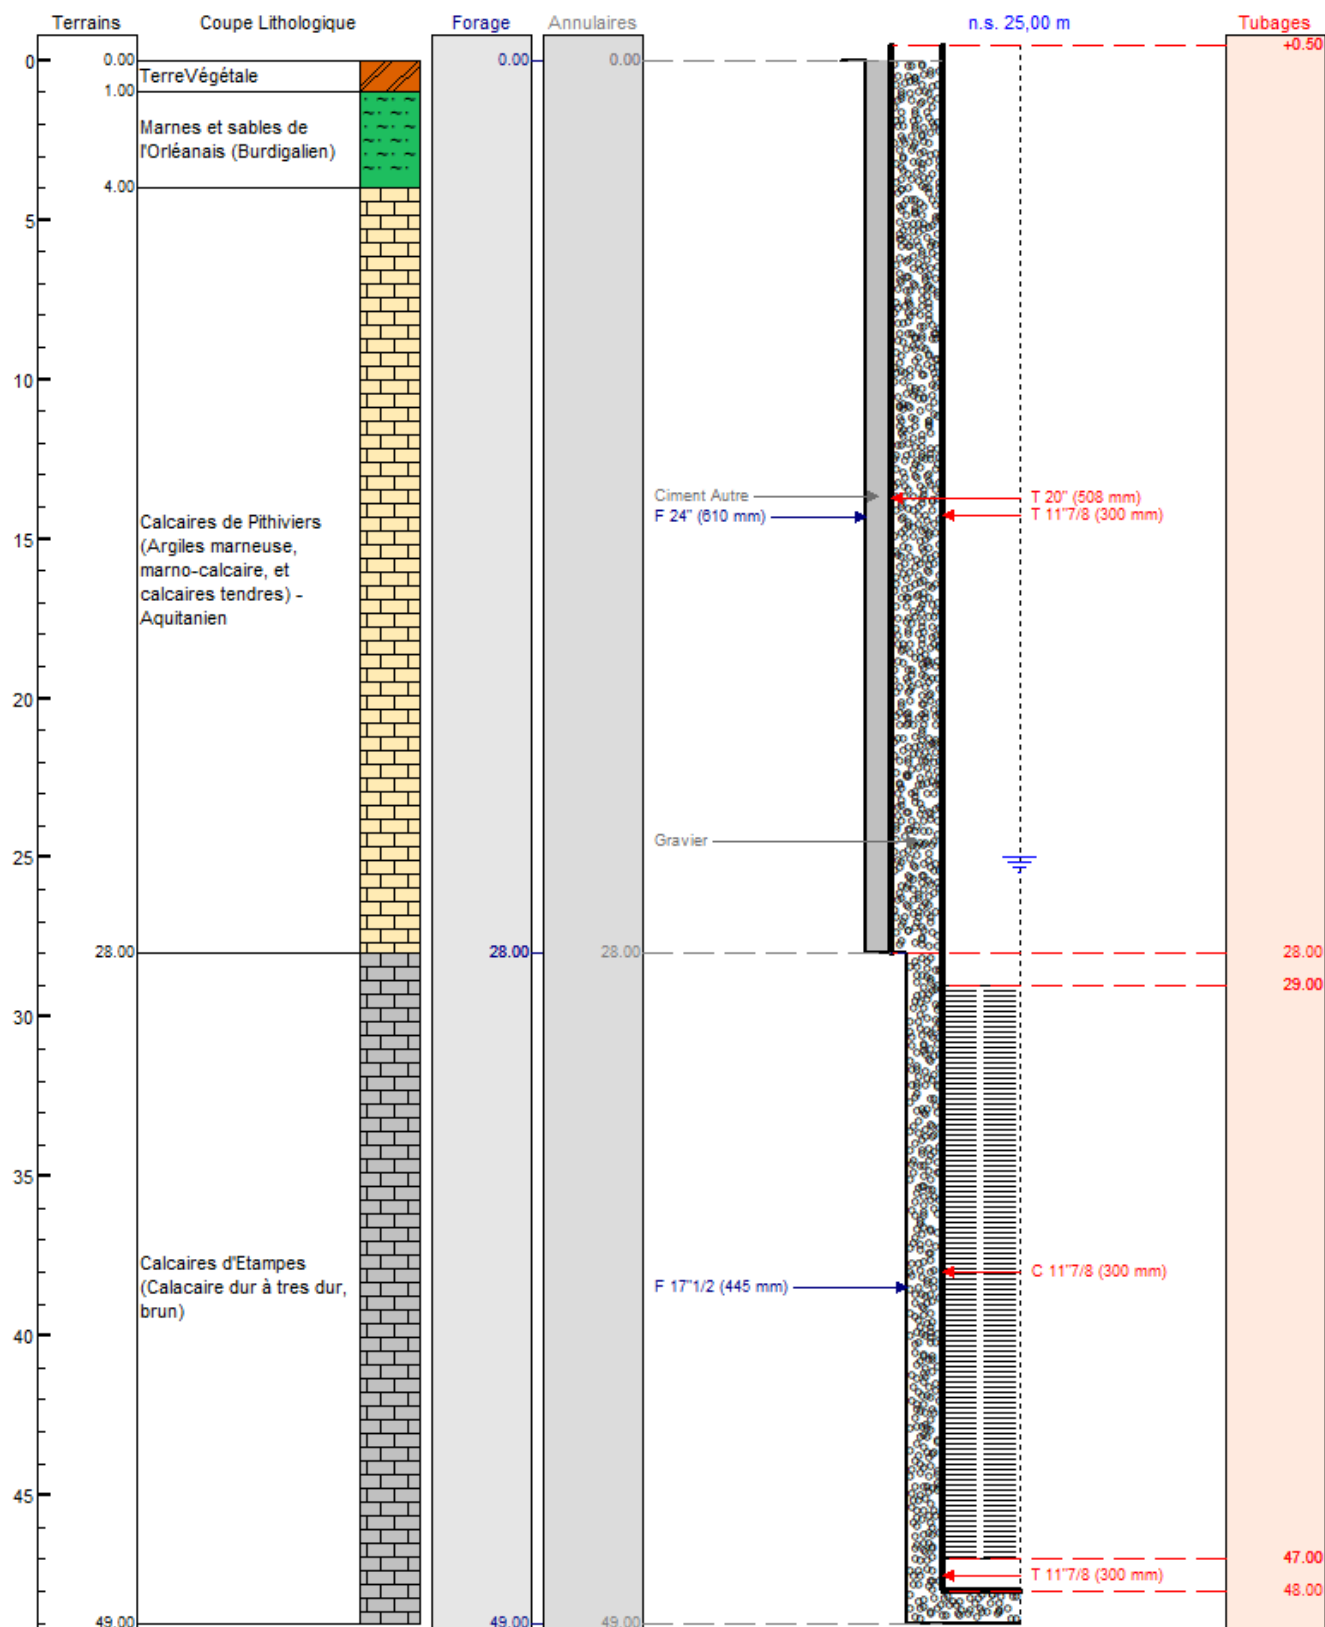 Terrains Coupe Lithologique Forage Annulaires n.s. 25,00 m Tubages
+0.50
0 0.00 0.00 0.00
TerreVégétale
1.00
Marnes et sables de
l'Orléanais (Burdigalien)
4.00
5
10
Ciment Autre T 20" (508 mm)
F 24" (610 mm) T 11"7/8 (300 mm)
Calcaires de Pithiviers
15
(Argiles marneuse,
marno-calcaire, et
calcaires tendres) -
Aquitanien
20
Gravier
25
28.00 28.00 28.00 28.00
29.00
30
35
Calcaires d'Etampes
C 11"7/8 (300 mm)
(Calacaire dur à tres dur,
F 17"1/2 (445 mm)
brun)
40
45
47.00
T 11"7/8 (300 mm)
48.00
49.00 49.00 49.00